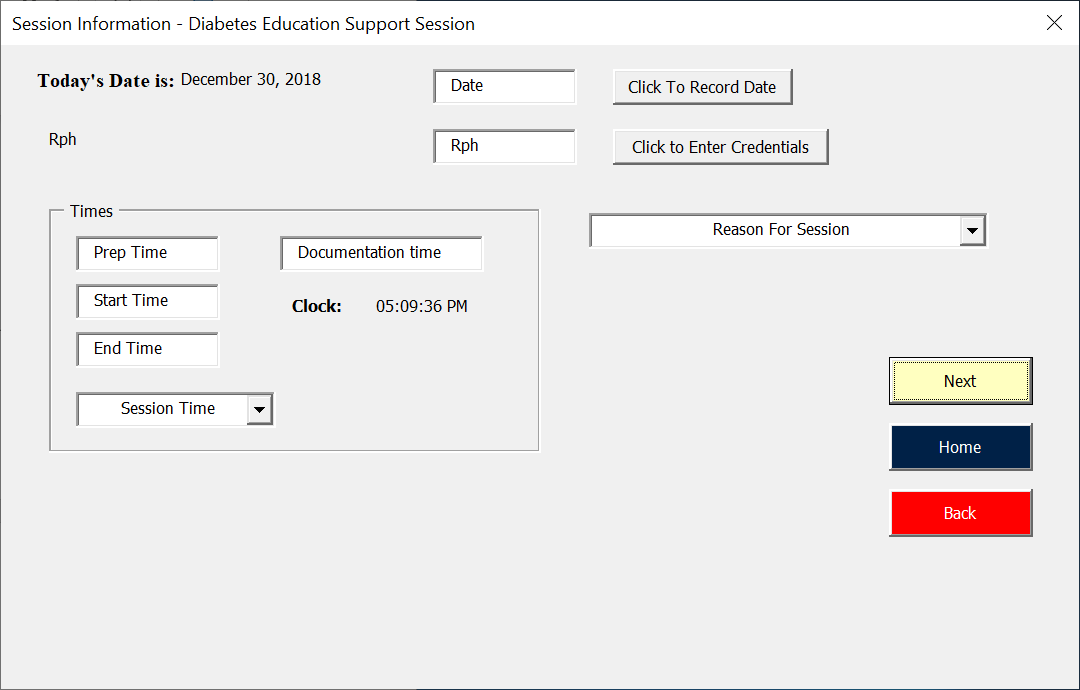 Session Information - Diabetes Education Support Session
Today's Date is: December 30, 2018
Date
Click To Record Date
Rph
Rph
Click to Enter Credentials
Times
Prep Time
Documentation time
Reason For Session
Start Time
Clock: 05:09:36 PM
End Time
Session Time
Next
Home
Back